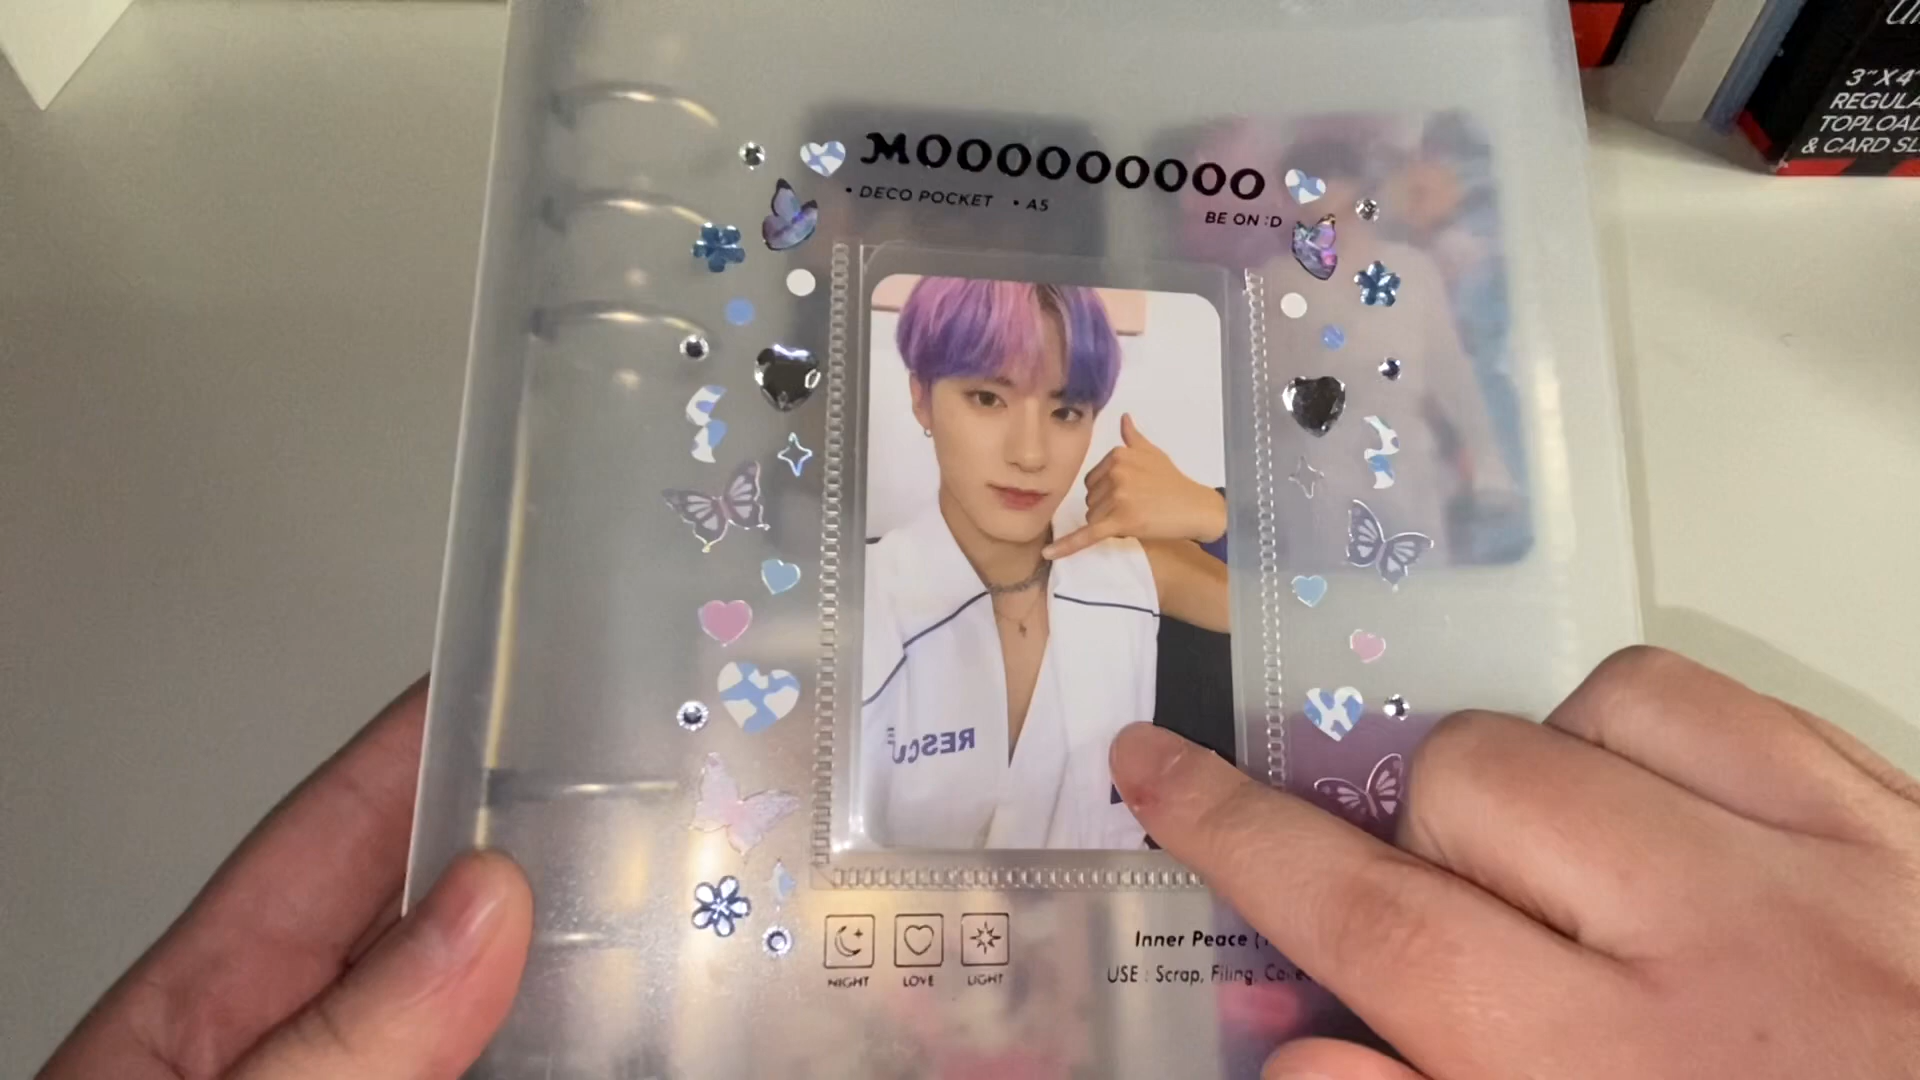 MOOOOOOOOO
• DECO POCKET • A5
BE ON :D
3"X4"
TOPLOAD
& CARD SL
RESCU
NIGHT LOVE LIGHT
Inner Peace (
USE : Scrap, Filing,